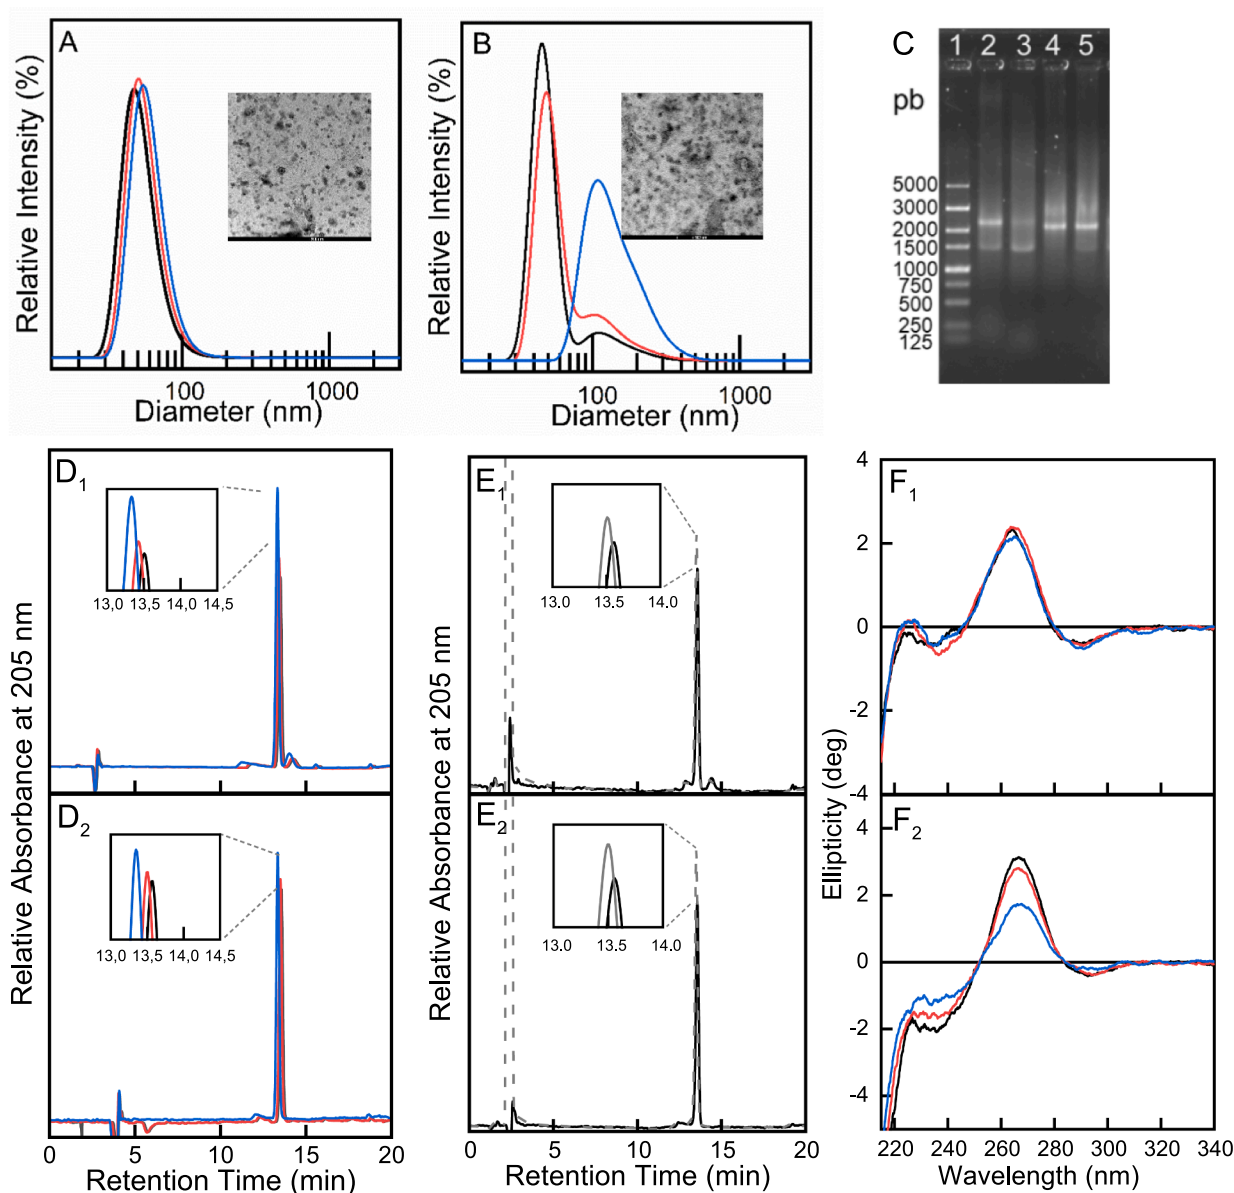 A
Relative Intensity (%)
100
1000
Diameter (nm)
B
Relative Intensity (%)
100
1000
Diameter (nm)
C
1 2 3 4 5
pb
5000
3000
2000
1500
1000
750
500
250
125
D1
13,0 13,5 14,0 14,5
D2
13,0 13,5 14,0 14,5
Relative Absorbance at 205 nm
0 5 10 15 20
Retention Time (min)
E1
13.0 13.5 14.0
E2
13.0 13.5 14.0
Relative Absorbance at 205 nm
0 5 10 15 20
Retention Time (min)
F1
4
2
0
-2
-4
F2
4
2
0
-2
-4
Ellipticity (deg)
220 240 260 280 300 320 340
Wavelength (nm)